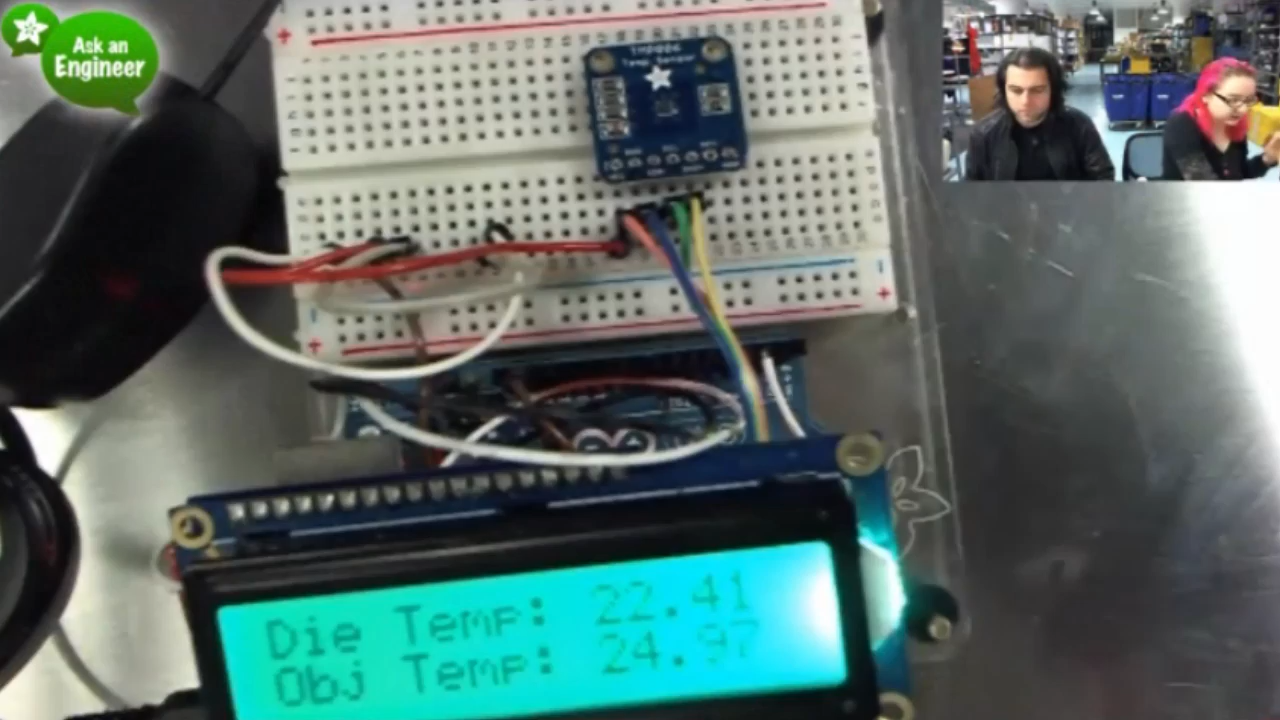 Ask an
Engineer
TMP006
Temp Sensor
Die Temp: 22.41
Obj Temp: 24.97